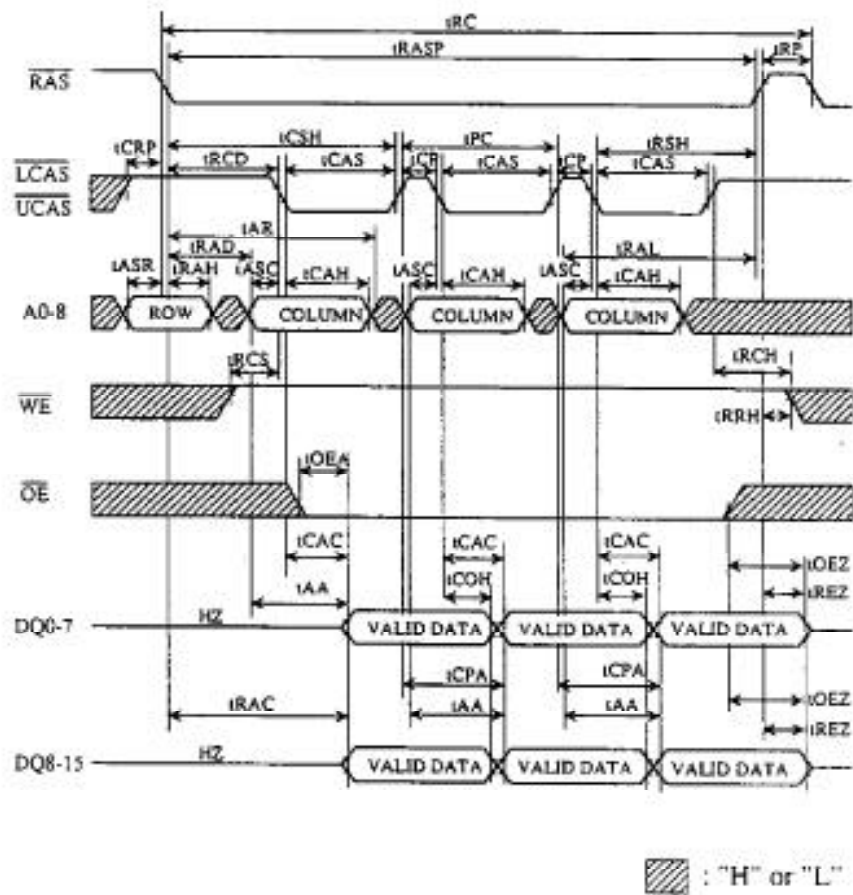 tRC
tRASP tRP
RAS
tCSH tPC
tCRP tRCD tCAS tCP tCAS tCP tRSH tCAS
LCAS
UCAS
tAR
tRAD tRAL
tASR tRAH tASC tCAH tASC tCAH tASC tCAH
A0-8 ROW COLUMN COLUMN COLUMN
tRCS tRCH
WE
tRRH
tOEA
OE
tCAC tCAC tCAC tOEZ
tAA tCOH tCOH tREZ
DQ0-7 HZ VALID DATA VALID DATA VALID DATA
tCPA tCPA
tRAC tAA tAA tOEZ
tREZ
DQ8-15 HZ VALID DATA VALID DATA VALID DATA
: "H" or "L"